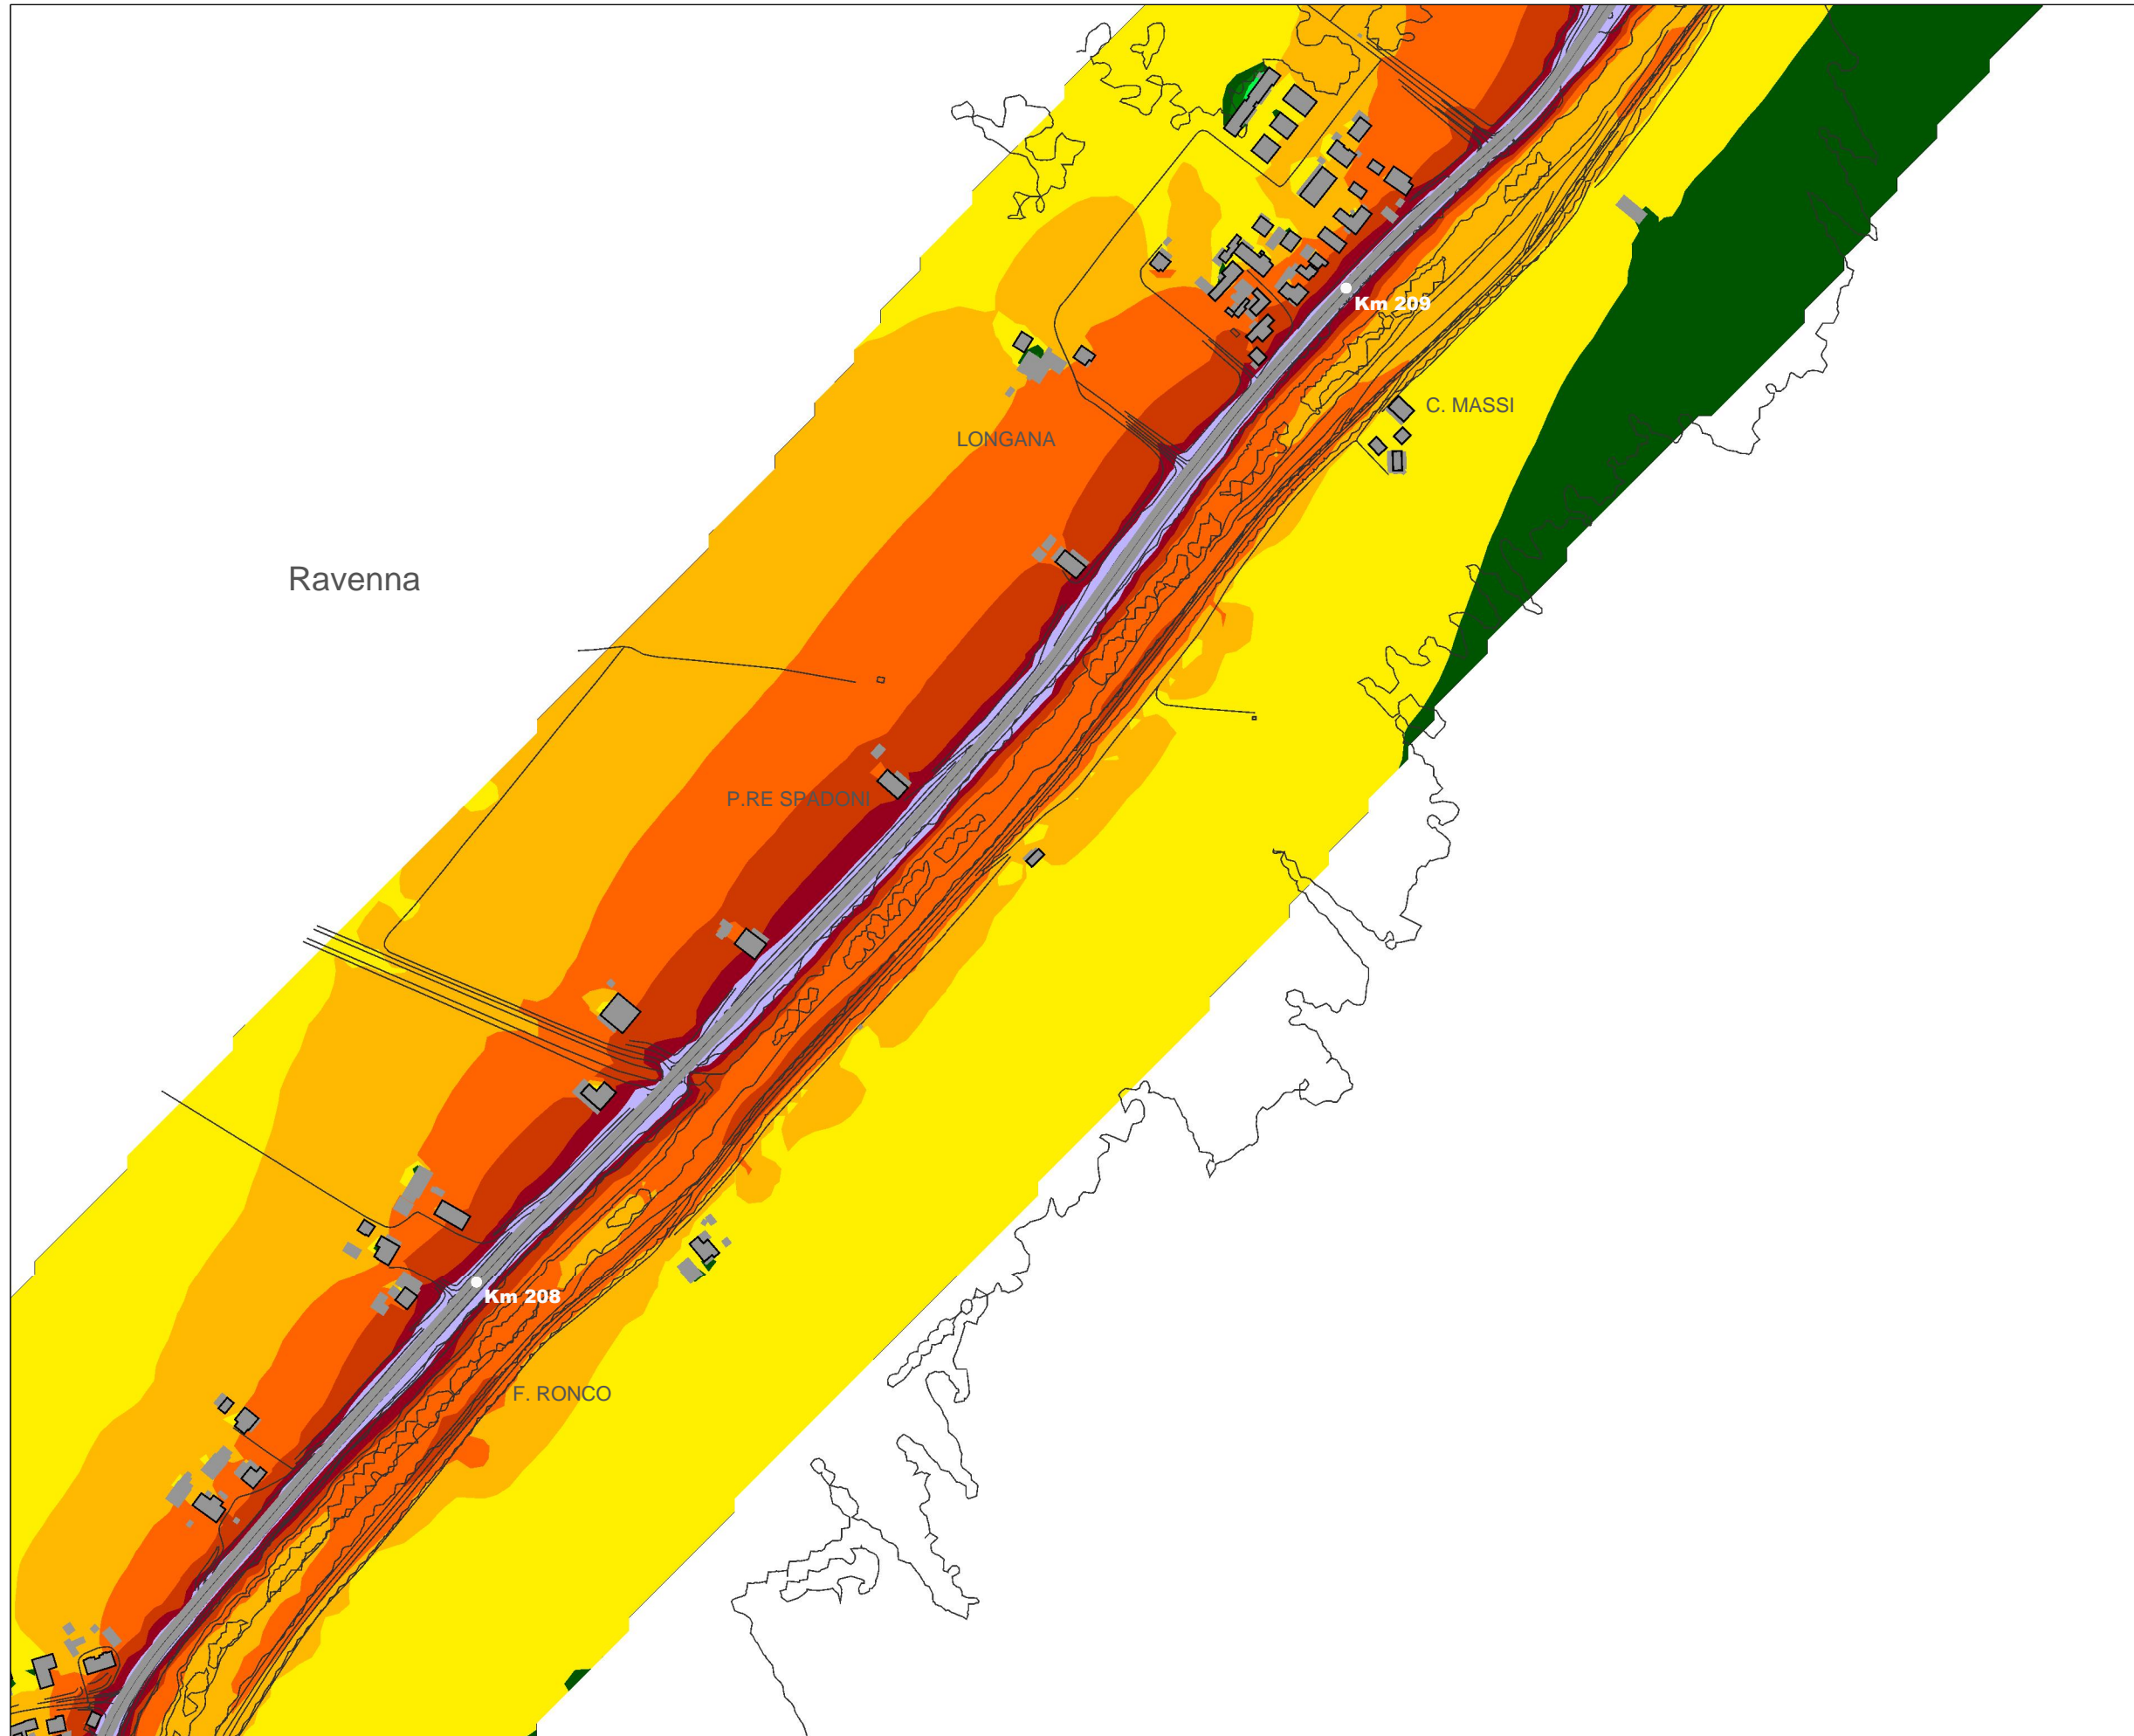 Km 209
C. MASSI
LONGANA
Ravenna
P.RE SPADONI
Km 208
F. RONCO